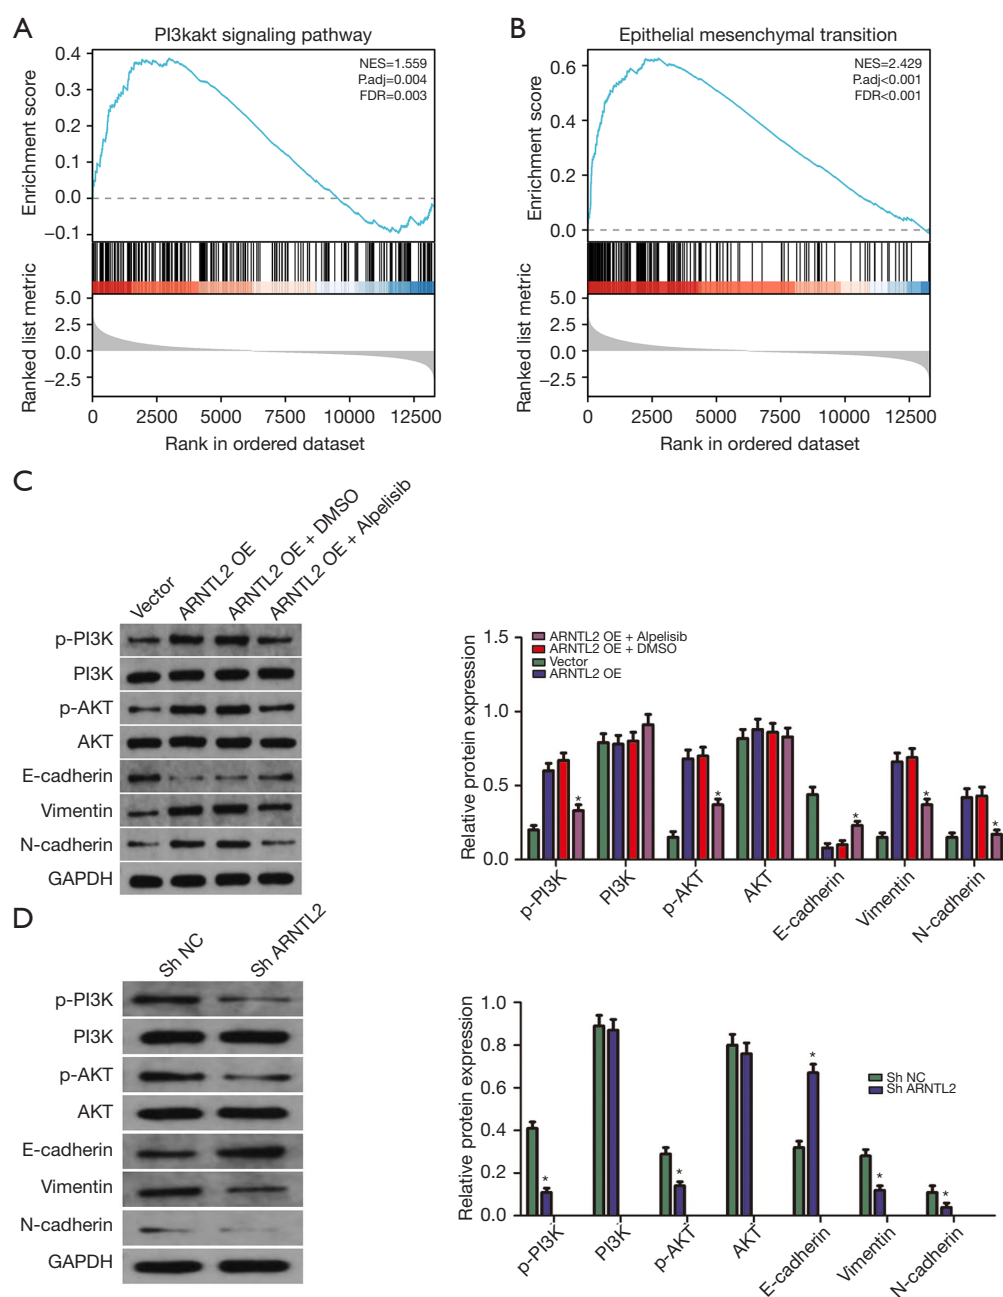 A
PI3kakt signaling pathway
NES=1.559
P.adj=0.004
FDR=0.003
Enrichment score
0.4
0.3
0.2
0.1
0.0
−0.1
Ranked list metric
5.0
2.5
0.0
−2.5
0 2500 5000 7500 10000 12500
Rank in ordered dataset
B
Epithelial mesenchymal transition
NES=2.429
P.adj<0.001
FDR<0.001
Enrichment score
0.6
0.4
0.2
0.0
Ranked list metric
5.0
2.5
0.0
−2.5
0 2500 5000 7500 10000 12500
Rank in ordered dataset
C
Vector
ARNTL2 OE
ARNTL2 OE + DMSO
ARNTL2 OE + Alpelisib
p-PI3K
PI3K
p-AKT
AKT
E-cadherin
Vimentin
N-cadherin
GAPDH
Relative protein expression
1.5
1.0
0.5
0.0
ARNTL2 OE + Alpelisib
ARNTL2 OE + DMSO
Vector
ARNTL2 OE
*
*
*
*
*
p-PI3K
PI3K
p-AKT
AKT
E-cadherin
Vimentin
N-cadherin
D
Sh NC
Sh ARNTL2
p-PI3K
PI3K
p-AKT
AKT
E-cadherin
Vimentin
N-cadherin
GAPDH
Relative protein expression
1.0
0.8
0.6
0.4
0.2
0.0
Sh NC
Sh ARNTL2
*
*
*
*
*
p-PI3K
PI3K
p-AKT
AKT
E-cadherin
Vimentin
N-cadherin